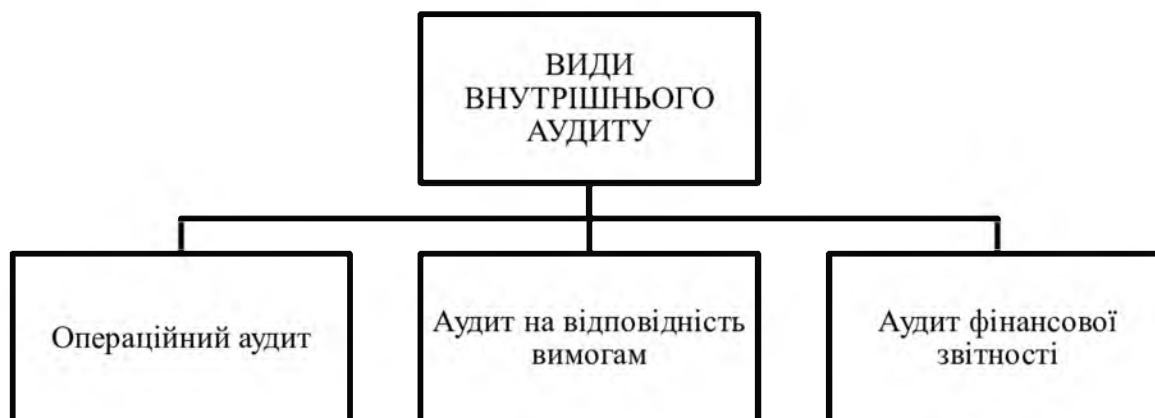 ВИДИ
ВНУТРІШНЬОГО
АУДИТУ
Операційний аудит
Аудит на відповідність
вимогам
Аудит фінансової
звітності